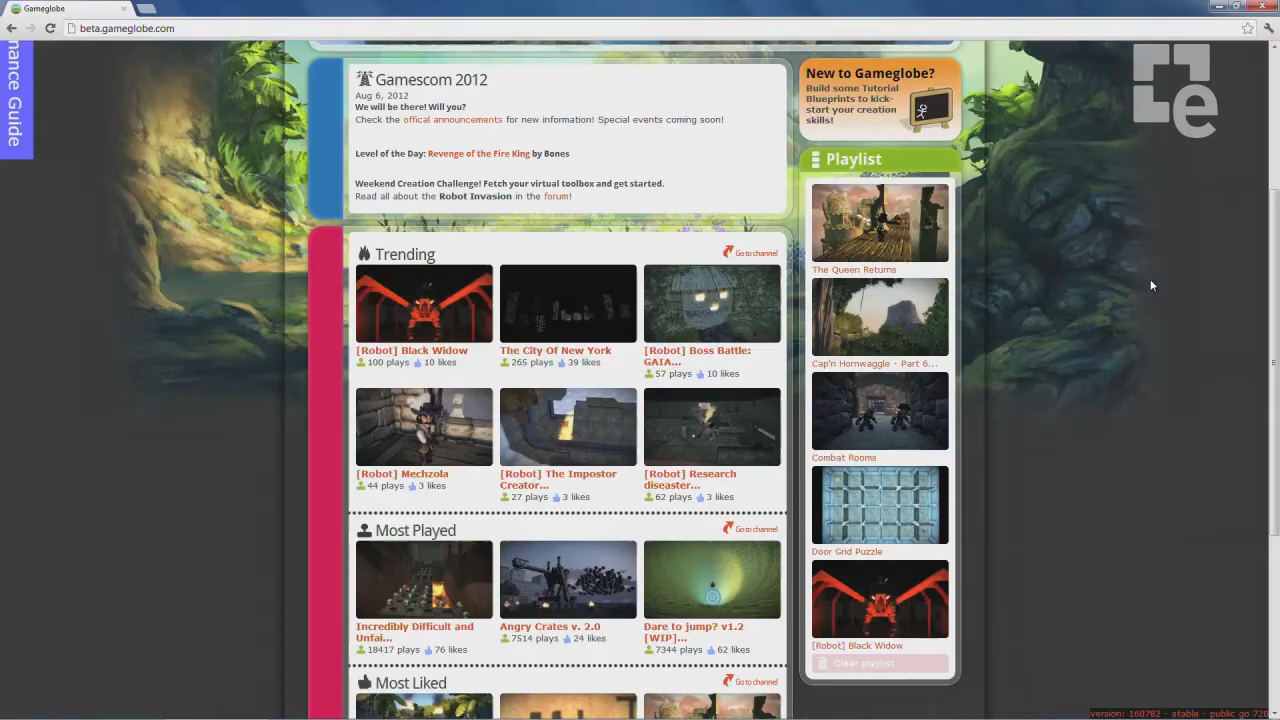 Gameglobe
beta.gameglobe.com
nance Guide
Gamescom 2012
Aug 6, 2012
We will be there! Will you?
Check the offical announcements for new information! Special events coming soon!
Level of the Day: Revenge of the Fire King by Bones
Weekend Creation Challenge! Fetch your virtual toolbox and get started.
Read all about the Robot Invasion in the forum!
New to Gameglobe?
Build some Tutorial
Blueprints to kick-
start your creation
skills!
Playlist
The Queen Returns
Cap'n Hornwaggle - Part 6...
Combat Rooms
Door Grid Puzzle
[Robot] Black Widow
Clear playlist
Trending
Go to channel
[Robot] Black Widow
100 plays 10 likes
The City Of New York
265 plays 39 likes
[Robot] Boss Battle:
GAIA...
57 plays 10 likes
[Robot] Mechzola
44 plays 3 likes
[Robot] The Impostor
Creator...
27 plays 3 likes
[Robot] Research
diseaster...
62 plays 3 likes
Most Played
Go to channel
Incredibly Difficult and
Unfai...
18417 plays 76 likes
Angry Crates v. 2.0
7514 plays 24 likes
Dare to jump? v1.2
[WIP]...
7344 plays 62 likes
Most Liked
Go to channel
e
version: 160782 - stable - public go 720